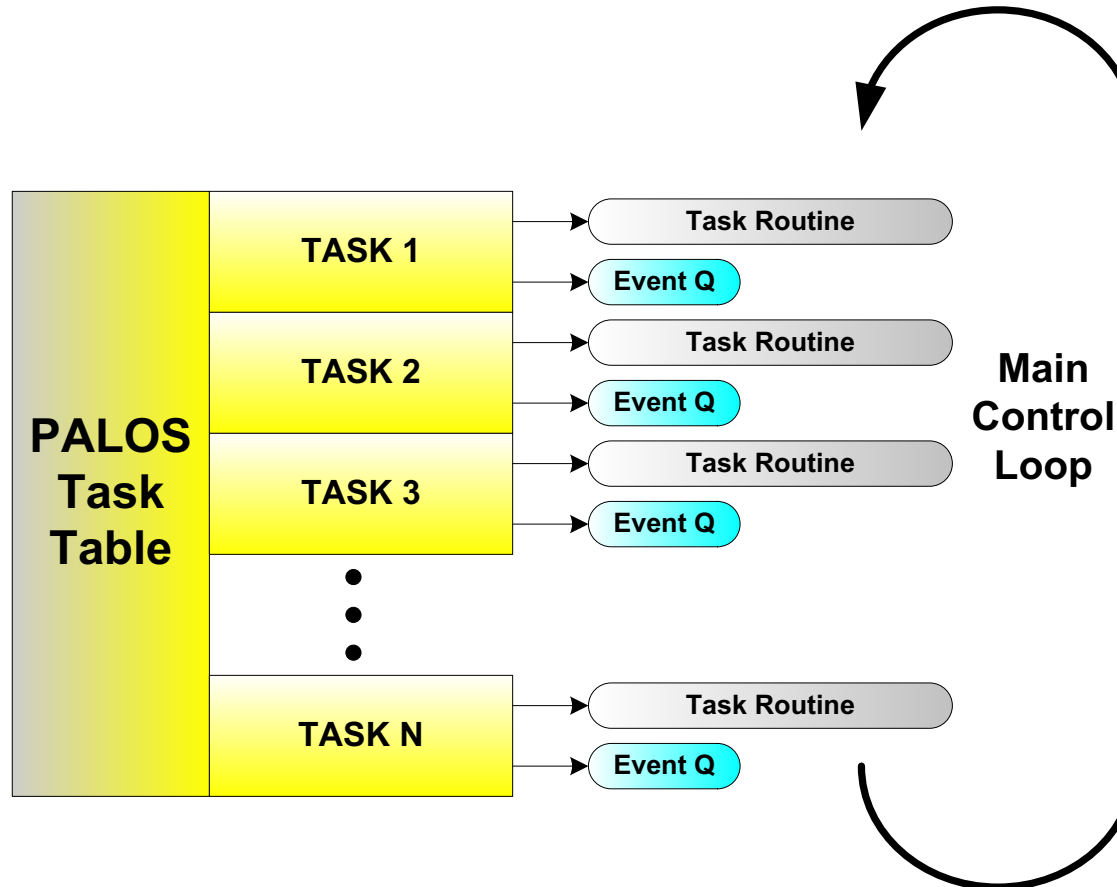 PALOS
Task
Table
TASK 1
Task Routine
Event Q
TASK 2
Task Routine
Event Q
TASK 3
Task Routine
Event Q
TASK N
Task Routine
Event Q
Main
Control
Loop